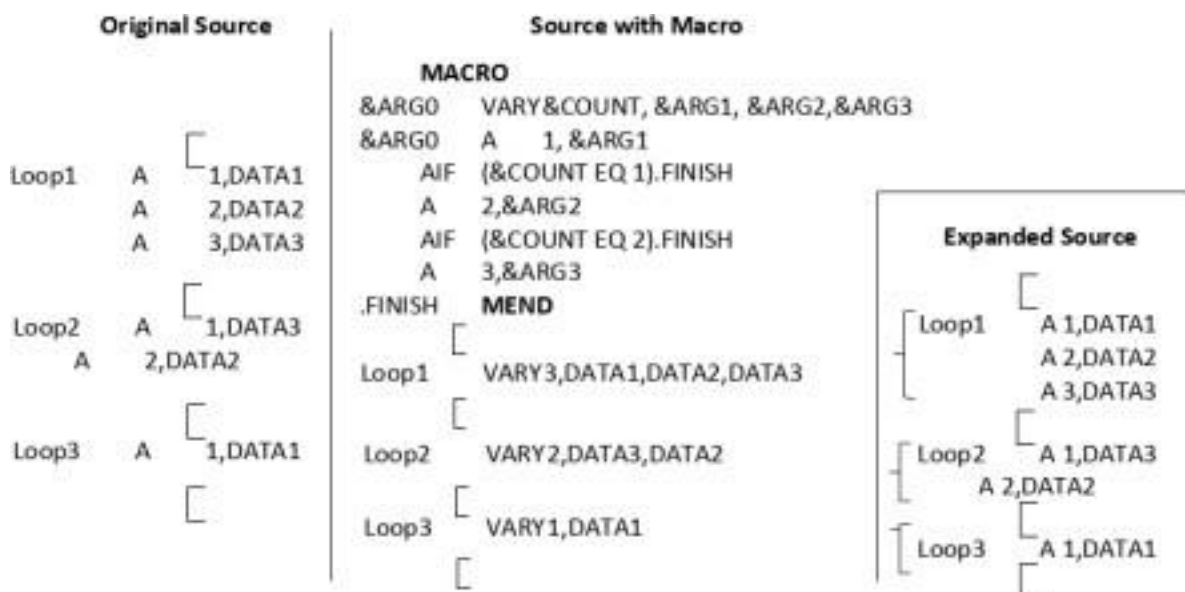 Original Source
Loop1 A 1,DATA1
A 2,DATA2
A 3,DATA3
Loop2 A 1,DATA3
A 2,DATA2
Loop3 A 1,DATA1
Source with Macro
MACRO
&ARG0 VARY&COUNT, &ARG1, &ARG2,&ARG3
&ARG0 A 1, &ARG1
AIF (&COUNT EQ 1).FINISH
A 2,&ARG2
AIF (&COUNT EQ 2).FINISH
A 3,&ARG3
.FINISH MEND
Loop1 VARY3,DATA1,DATA2,DATA3
Loop2 VARY2,DATA3,DATA2
Loop3 VARY1,DATA1
Expanded Source
Loop1 A 1,DATA1
A 2,DATA2
A 3,DATA3
Loop2 A 1,DATA3
A 2,DATA2
Loop3 A 1,DATA1